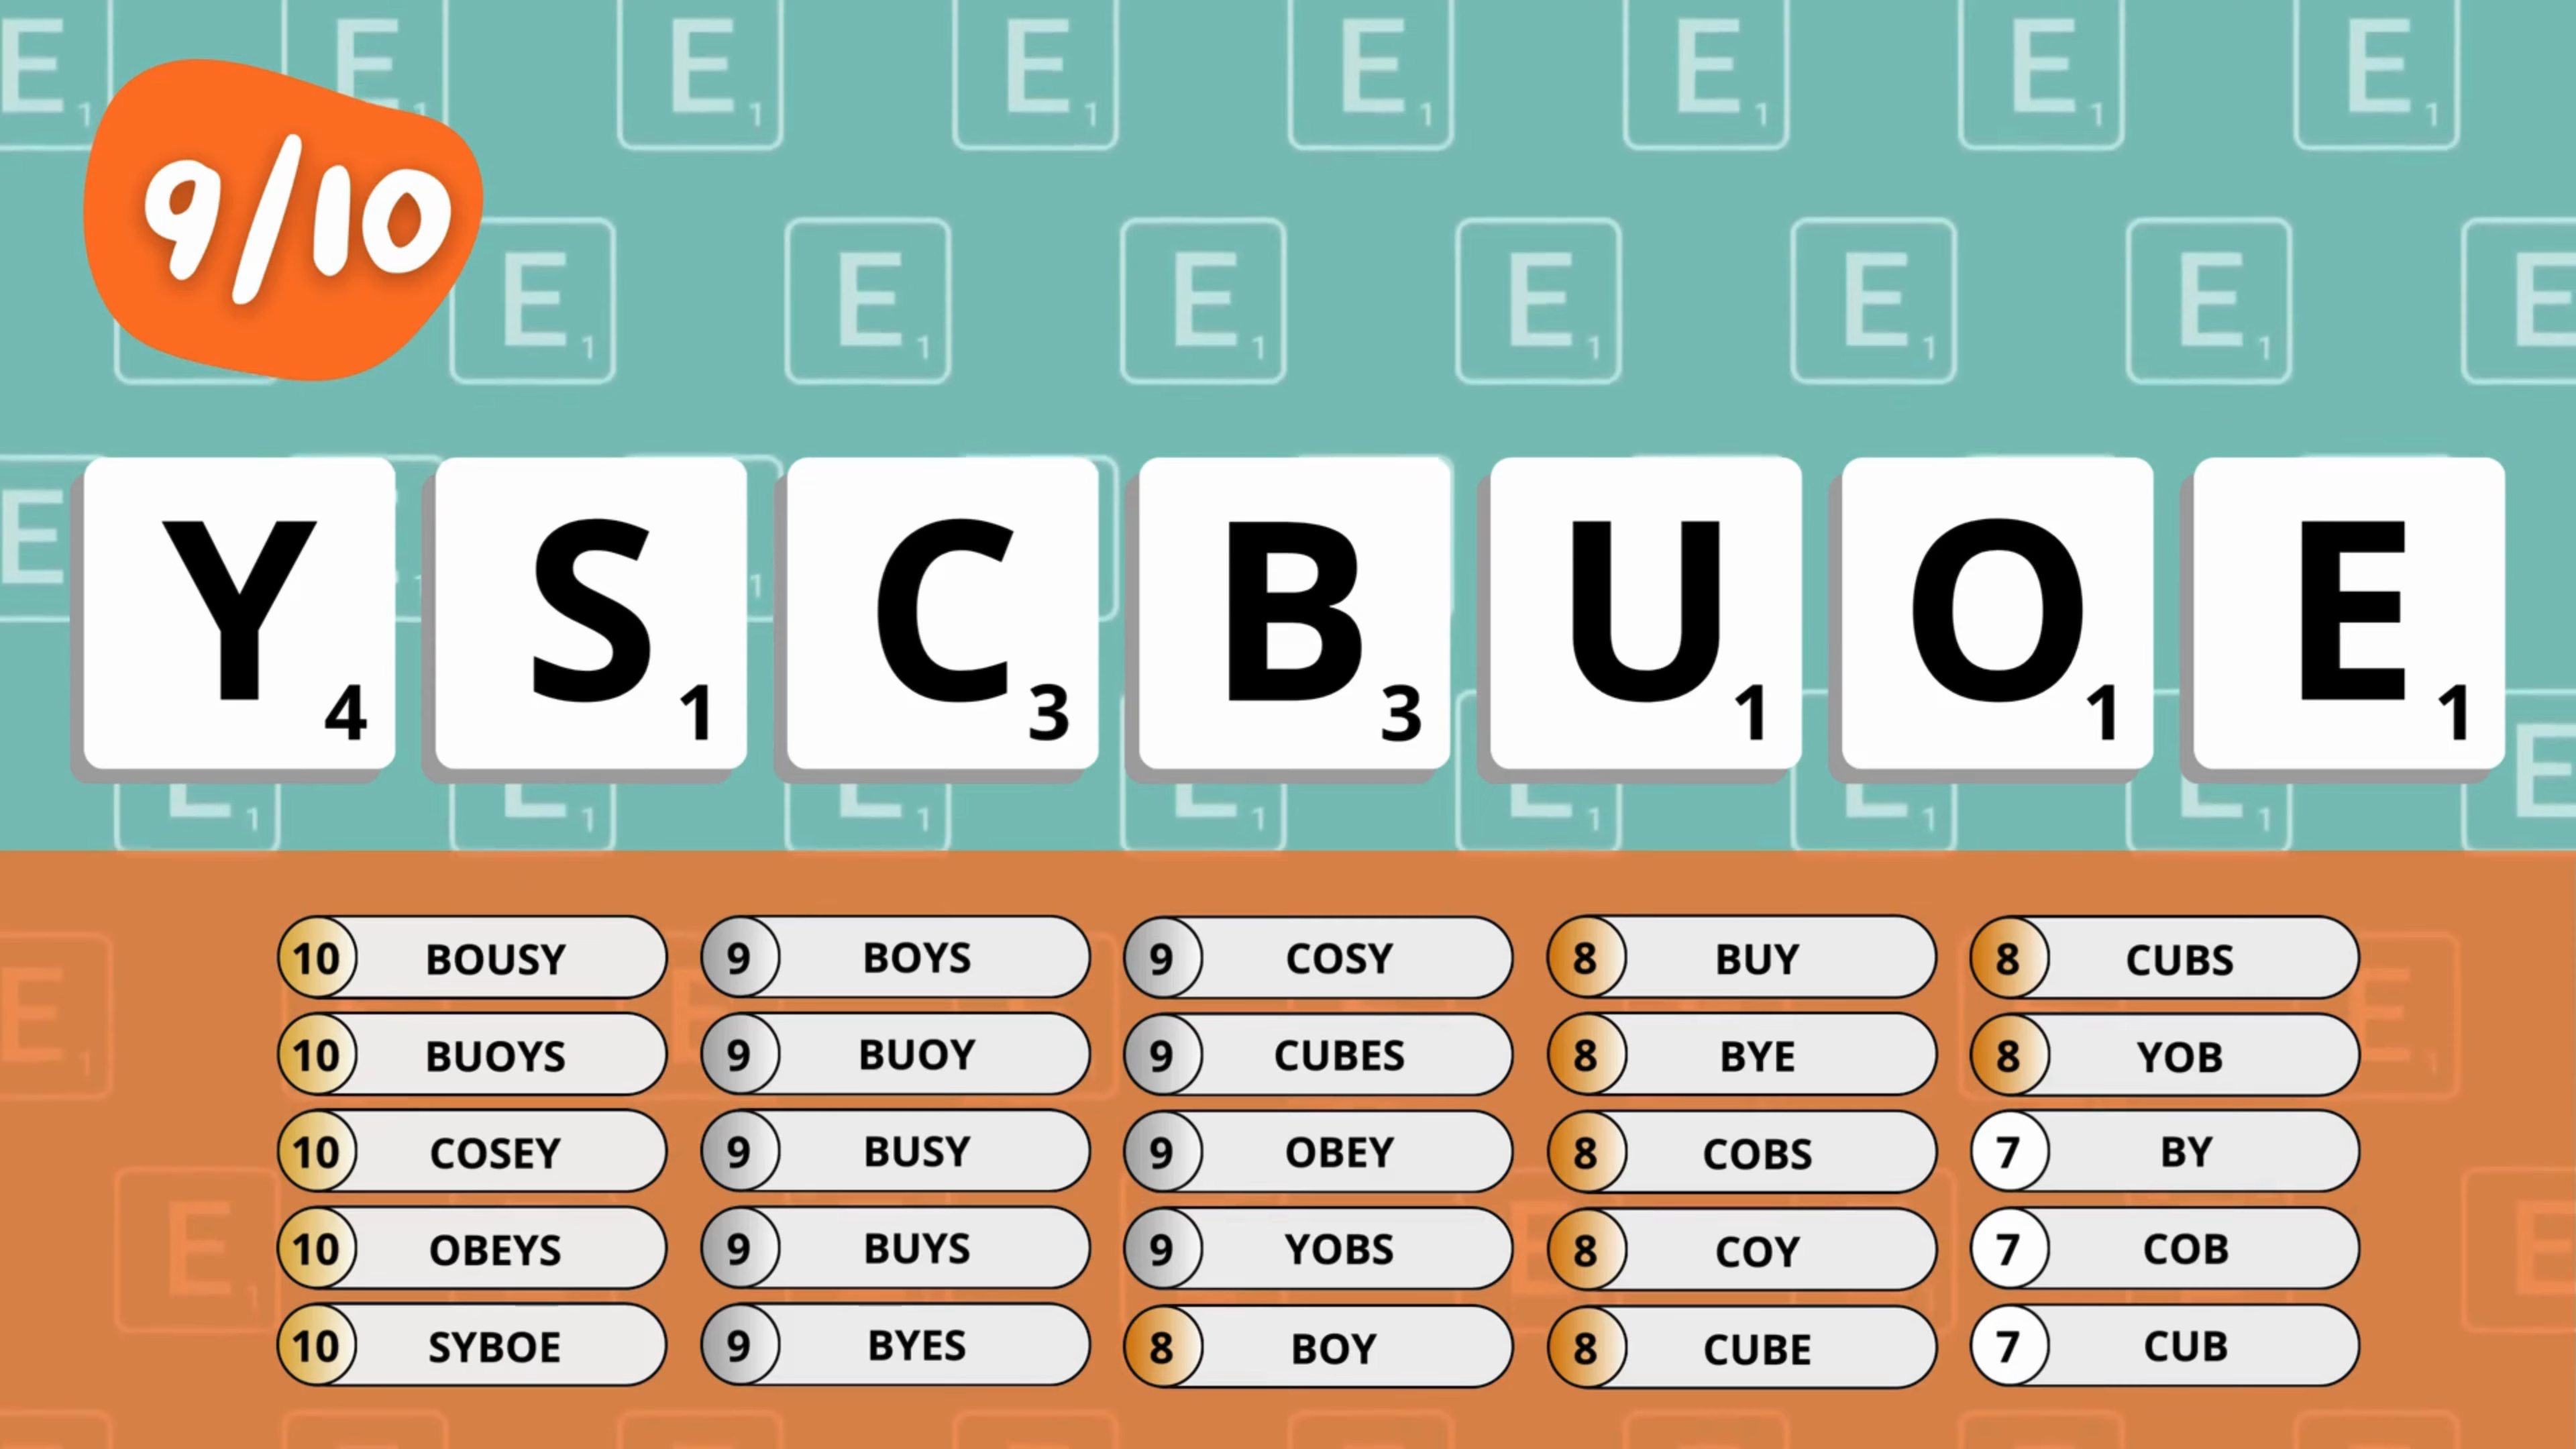 9/10
Y4 S1 C3 B3 U1 O1 E1
10 BOUSY 9 BOYS 9 COSY 8 BUY 8 CUBS
10 BUOYS 9 BUOY 9 CUBES 8 BYE 8 YOB
10 COSEY 9 BUSY 9 OBEY 8 COBS 7 BY
10 OBEYS 9 BUYS 9 YOBS 8 COY 7 COB
10 SYBOE 9 BYES 8 BOY 8 CUBE 7 CUB